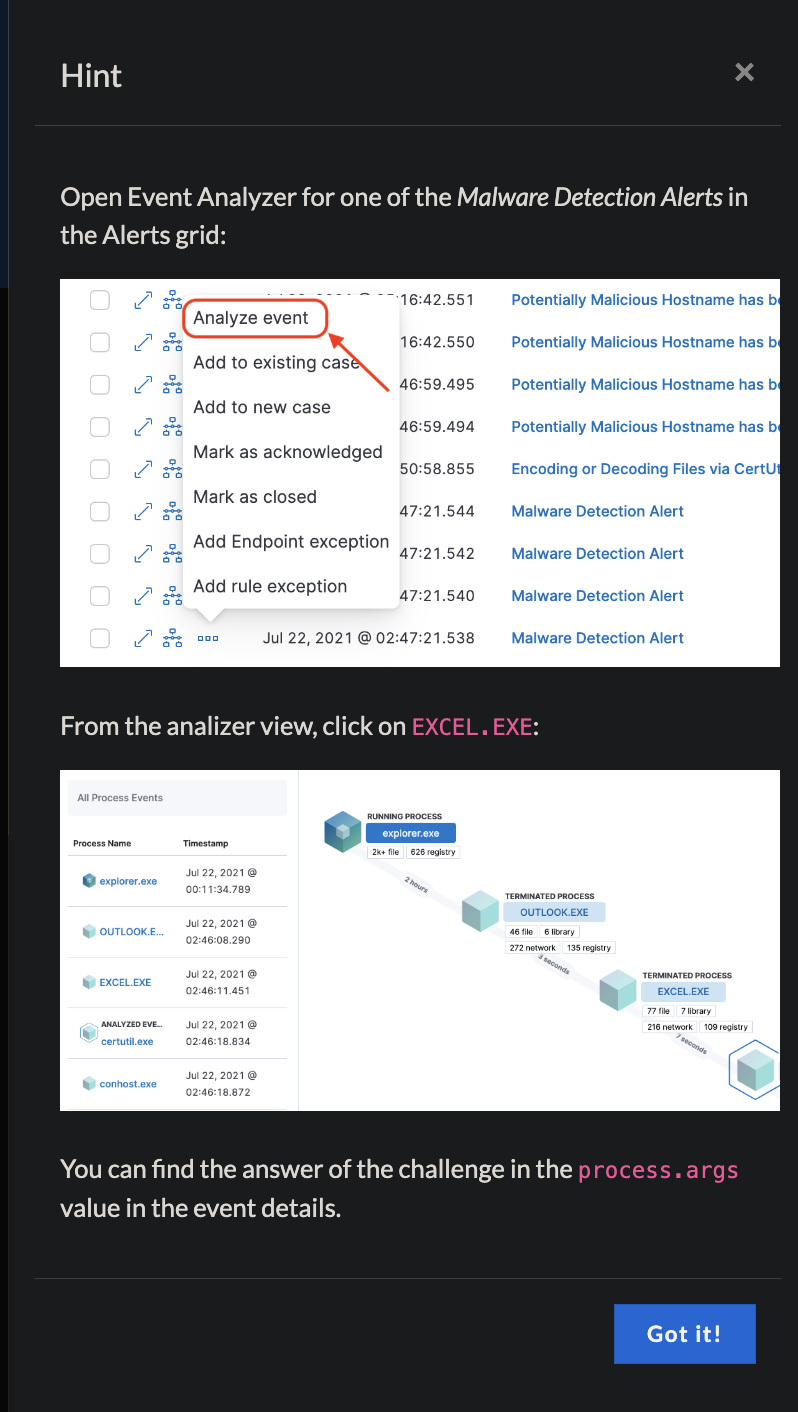 Hint
×
Open Event Analyzer for one of the Malware Detection Alerts in
the Alerts grid:
16:42.551 Potentially Malicious Hostname has be
Analyze event
16:42.550 Potentially Malicious Hostname has be
Add to existing case
46:59.495 Potentially Malicious Hostname has be
Add to new case
46:59.494 Potentially Malicious Hostname has be
Mark as acknowledged
50:58.855 Encoding or Decoding Files via CertUt
Mark as closed
47:21.544 Malware Detection Alert
Add Endpoint exception
47:21.542 Malware Detection Alert
Add rule exception
47:21.540 Malware Detection Alert
Jul 22, 2021 @ 02:47:21.538 Malware Detection Alert
From the analizer view, click on EXCEL.EXE:
All Process Events
Process Name Timestamp
explorer.exe Jul 22, 2021 @
00:11:34.789
OUTLOOK.E... Jul 22, 2021 @
02:46:08.290
EXCEL.EXE Jul 22, 2021 @
02:46:11.451
ANALYZED EVE...
certutil.exe Jul 22, 2021 @
02:46:18.834
conhost.exe Jul 22, 2021 @
02:46:18.872
RUNNING PROCESS
explorer.exe
2k+ file 626 registry
2 hours
TERMINATED PROCESS
OUTLOOK.EXE
46 file 6 library
272 network 135 registry
3 seconds
TERMINATED PROCESS
EXCEL.EXE
77 file 7 library
216 network 109 registry
7 seconds
You can find the answer of the challenge in the process.args
value in the event details.
Got it!